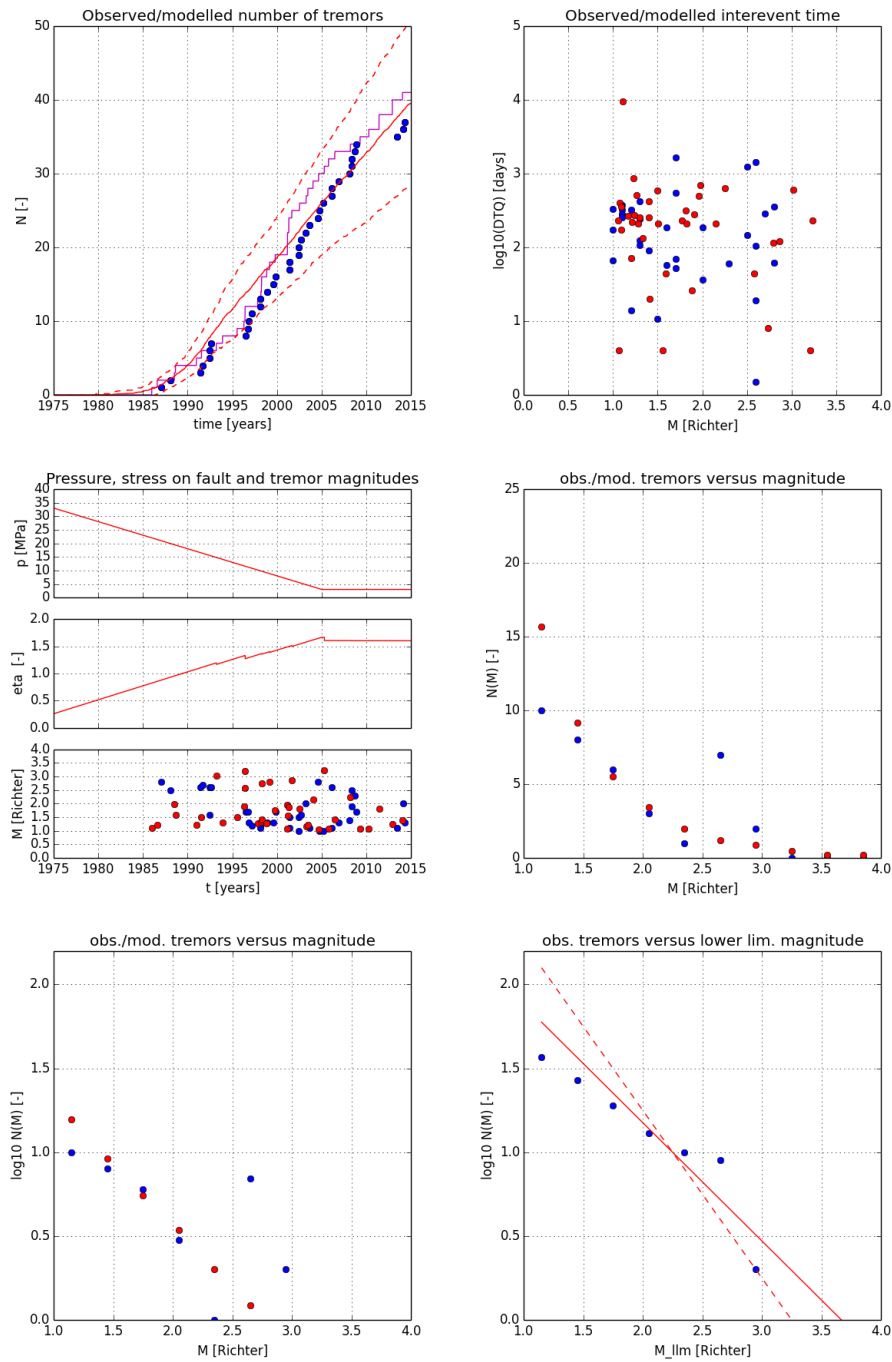 Observed/modelled number of tremors
50
40
30
20
10
0
N [-]
1975 1980 1985 1990 1995 2000 2005 2010 2015
time [years]
Observed/modelled interevent time
5
4
3
2
1
0
log10(DTQ) [days]
0.0 0.5 1.0 1.5 2.0 2.5 3.0 3.5 4.0
M [Richter]
Pressure, stress on fault and tremor magnitudes
40
35
30
25
20
15
10
5
0
p [MPa]
2.0
1.5
1.0
0.5
0.0
eta [-]
4.0
3.5
3.0
2.5
2.0
1.5
1.0
0.5
0.0
M [Richter]
1975 1980 1985 1990 1995 2000 2005 2010 2015
t [years]
obs./mod. tremors versus magnitude
25
20
15
10
5
0
N(M) [-]
1.0 1.5 2.0 2.5 3.0 3.5 4.0
M [Richter]
obs./mod. tremors versus magnitude
2.0
1.5
1.0
0.5
0.0
log10 N(M) [-]
1.0 1.5 2.0 2.5 3.0 3.5 4.0
M [Richter]
obs. tremors versus lower lim. magnitude
2.0
1.5
1.0
0.5
0.0
log10 N(M) [-]
1.0 1.5 2.0 2.5 3.0 3.5 4.0
M_llm [Richter]